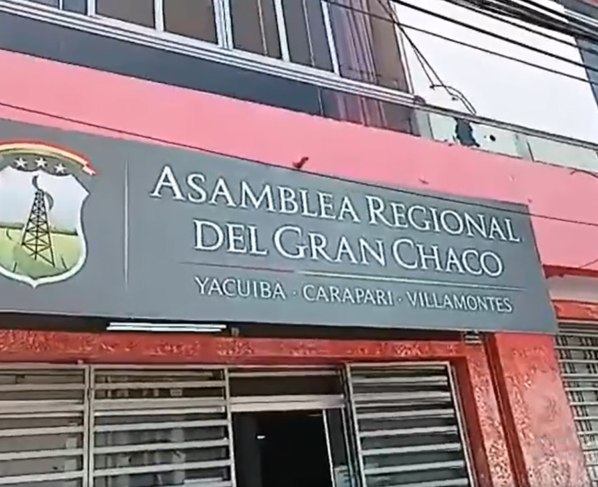 ASAMBLEA REGIONAL
DEL GRAN CHACO
YACUIBA · CARAPARI · VILLAMONTES